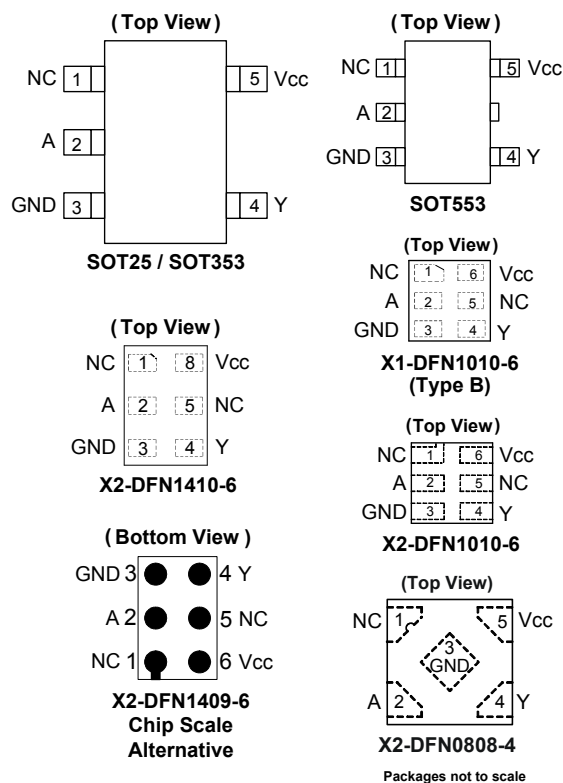 (Top View)
NC 1 5 Vcc
A 2
GND 3 4 Y
SOT25 / SOT353
(Top View)
NC 1 5 Vcc
A 2
GND 3 4 Y
SOT553
(Top View)
NC 1 6 Vcc
A 2 5 NC
GND 3 4 Y
X1-DFN1010-6
(Type B)
(Top View)
NC 1 8 Vcc
A 2 5 NC
GND 3 4 Y
X2-DFN1410-6
(Top View)
NC 1 6 Vcc
A 2 5 NC
GND 3 4 Y
X2-DFN1010-6
(Bottom View)
GND 3 4 Y
A 2 5 NC
NC 1 6 Vcc
X2-DFN1409-6
Chip Scale
Alternative
(Top View)
NC 1 5 Vcc
3
GND
A 2 4 Y
X2-DFN0808-4
Packages not to scale